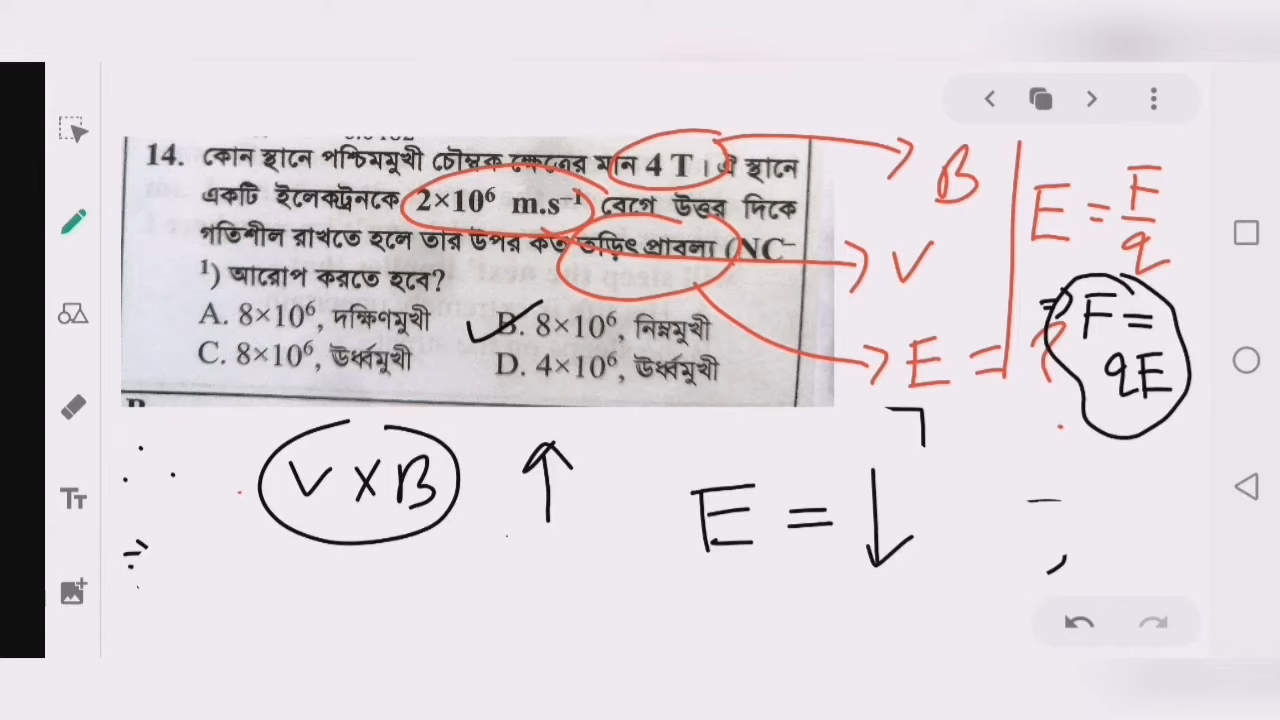 14. কোন স্থানে পশ্চিমমুখী চৌম্বক ক্ষেত্রের মান 4 T। ঐ স্থানে
একটি ইলেকট্রনকে 2×10⁶ m.s⁻¹ বেগে উত্তর দিকে
গতিশীল রাখতে হলে তার উপর কত তড়িৎ প্রাবল্য (NC⁻
¹) আরোপ করতে হবে?
A. 8×10⁶, দক্ষিণমুখী B. 8×10⁶, নিম্নমুখী
C. 8×10⁶, ঊর্ধ্বমুখী D. 4×10⁶, ঊর্ধ্বমুখী
B
V
E = ?
E = F/q
⇒ F =
qE
V × B ↑
E = ↓
Tт